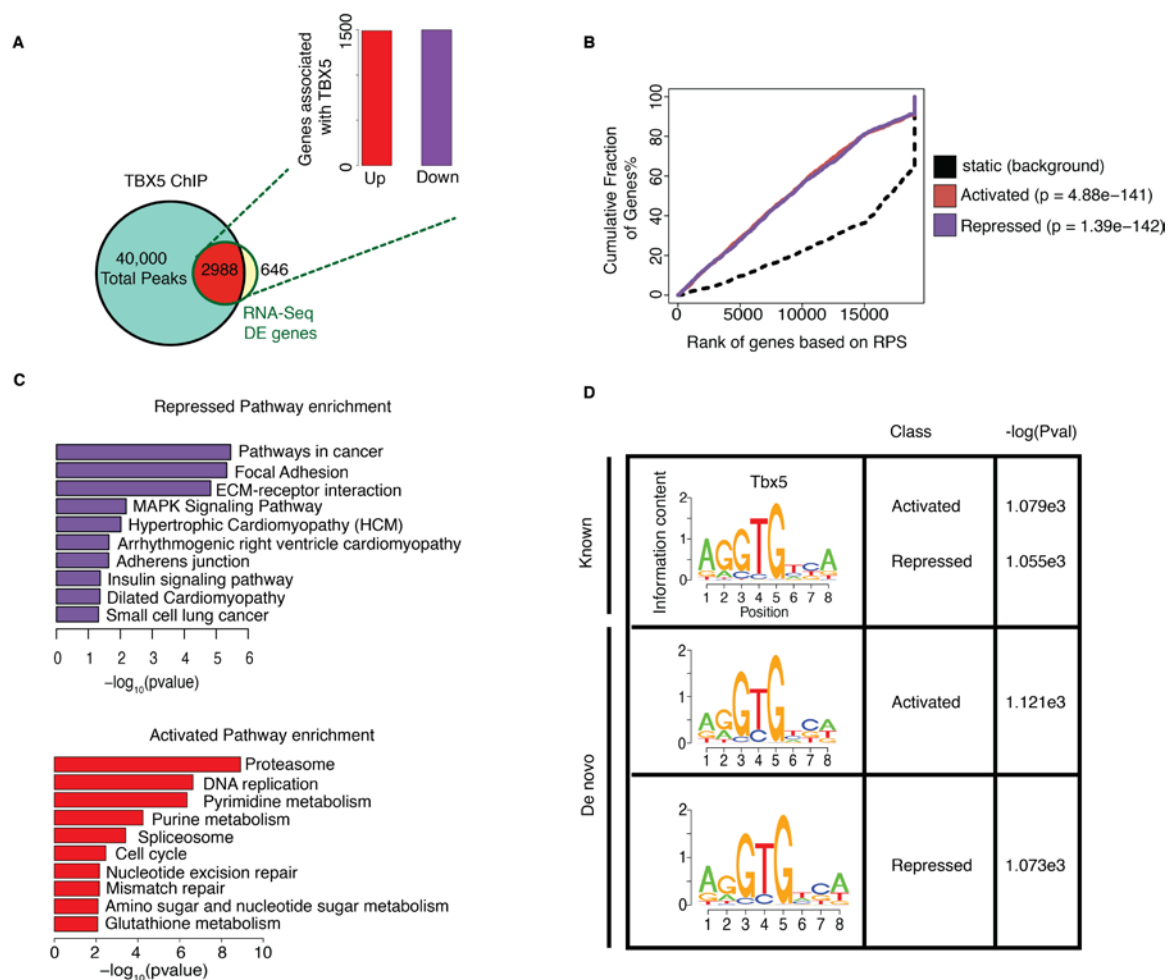 A
Genes associated
with TBX5
1500
0
Up
Down
TBX5 ChIP
40,000
Total Peaks
2988
646
RNA-Seq
DE genes
B
Cumulative Fraction
of Genes%
100
80
60
40
20
0
0
5000
10000
15000
Rank of genes based on RPS
static (background)
Activated (p = 4.88e−141)
Repressed (p = 1.39e−142)
C
Repressed Pathway enrichment
Pathways in cancer
Focal Adhesion
ECM-receptor interaction
MAPK Signaling Pathway
Hypertrophic Cardiomyopathy (HCM)
Arrhythmogenic right ventricle cardiomyopathy
Adherens junction
Insulin signaling pathway
Dilated Cardiomyopathy
Small cell lung cancer
0 1 2 3 4 5 6
−log10(pvalue)
Activated Pathway enrichment
Proteasome
DNA replication
Pyrimidine metabolism
Purine metabolism
Spliceosome
Cell cycle
Nucleotide excision repair
Mismatch repair
Amino sugar and nucleotide sugar metabolism
Glutathione metabolism
0 2 4 6 8 10
−log10(pvalue)
D
Class
-log(Pval)
Known
Tbx5
Information content
2
1
0
AGGTG
1 2 3 4 5 6 7 8
Position
Activated
1.079e3
Repressed
1.055e3
De novo
2
1
0
AGGTG
1 2 3 4 5 6 7 8
Activated
1.121e3
2
1
0
AGGTG
1 2 3 4 5 6 7 8
Repressed
1.073e3